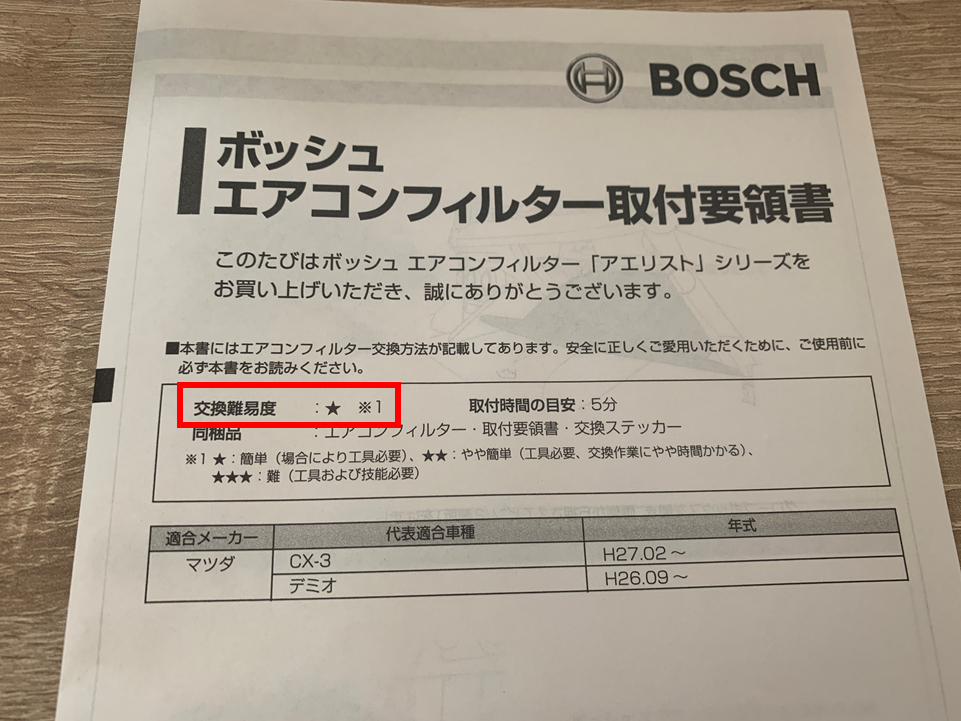 BOSCH
ボッシュ
エアコンフィルター取付要領書
このたびはボッシュ エアコンフィルター「アエリスト」シリーズを
お買い上げいただき、誠にありがとうございます。
■本書にはエアコンフィルター交換方法が記載してあります。安全に正しくご愛用いただくために、ご使用前に
必ず本書をお読みください。
交換難易度 : ★ ※1 取付時間の目安:5分
同梱品 : エアコンフィルター・取付要領書・交換ステッカー
※1 ★:簡単(場合により工具必要)、★★:やや簡単(工具必要、交換作業にやや時間かかる)、
★★★:難(工具および技能必要)
適合メーカー 代表適合車種 年式
マツダ CX-3 H27.02～
デミオ H26.09～